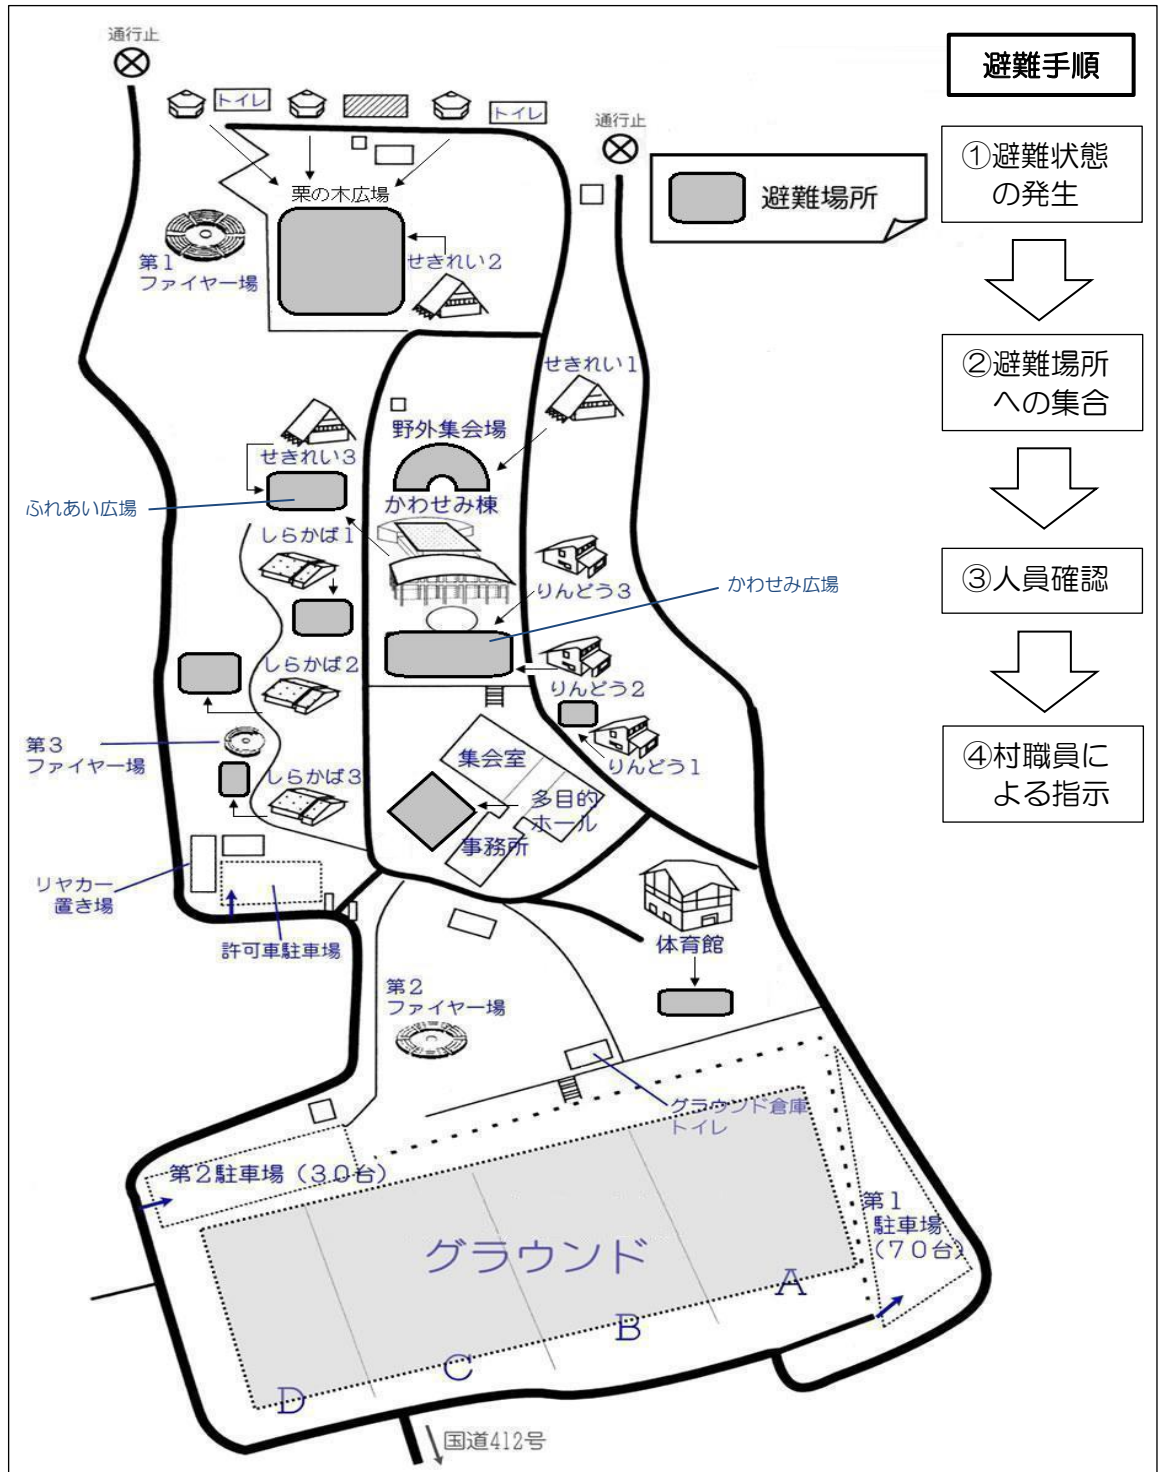 通行止
トイレ
トイレ
通行止
栗の木広場
せきれい2
第1
ファイヤー場
避難場所
避難手順
①避難状態
の発生
②避難場所
への集合
③人員確認
④村職員に
よる指示
せきれい1
野外集会場
せきれい3
ふれあい広場
かわせみ棟
しらかば1
りんどう3
かわせみ広場
しらかば2
りんどう2
第3
ファイヤー場
りんどう1
しらかば3
集会室
多目的
ホール
事務所
リヤカー
置き場
許可車駐車場
体育館
第2
ファイヤー場
グラウンド倉庫
トイレ
第2駐車場(30台)
第1
駐車場
(70台)
グラウンド
A
B
C
D
国道412号